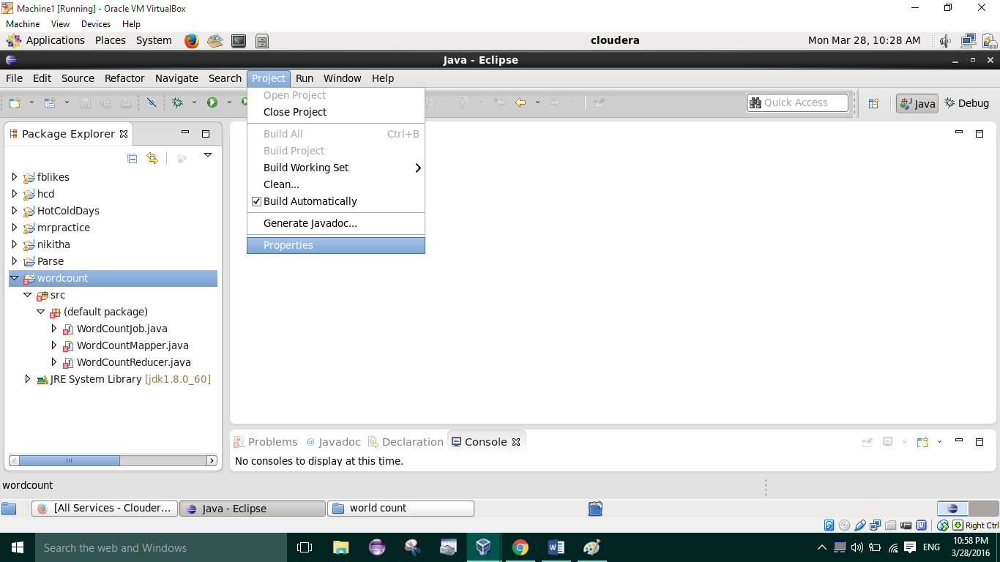 Machine1 [Running] - Oracle VM VirtualBox
Machine View Devices Help
Applications Places System cloudera Mon Mar 28, 10:28 AM
Java - Eclipse
File Edit Source Refactor Navigate Search Project Run Window Help
Open Project
Quick Access Java Debug
Close Project
Package Explorer
Build All Ctrl+B
Build Project
Build Working Set
Clean...
Build Automatically
Generate Javadoc...
Properties
fblikes
hcd
HotColdDays
mrpractice
nikitha
Parse
wordcount
src
(default package)
WordCountJob.java
WordCountMapper.java
WordCountReducer.java
JRE System Library [jdk1.8.0_60]
Problems @ Javadoc Declaration Console
No consoles to display at this time.
wordcount
[All Services - Clouder... Java - Eclipse world count
Right Ctrl
Search the web and Windows ENG 10:58 PM
3/28/2016